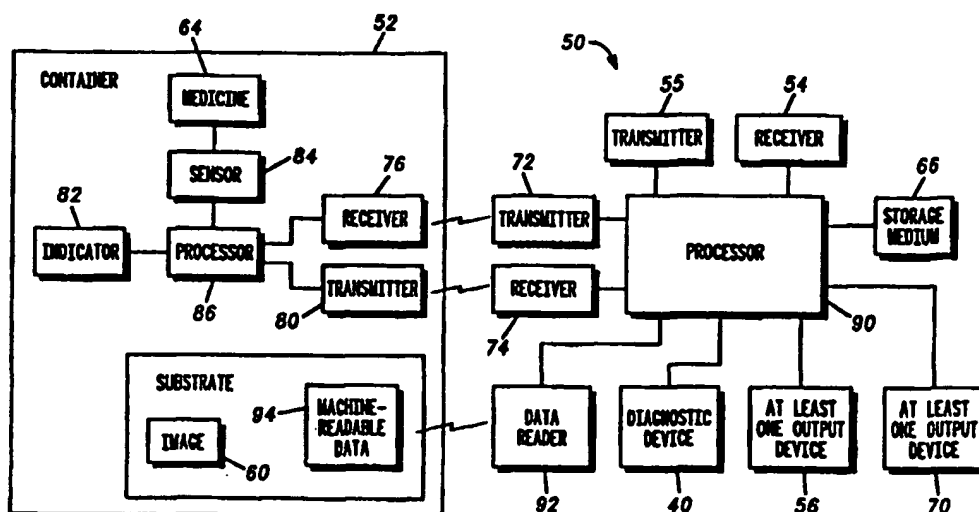 64
52
50
CONTAINER
MEDICINE
55
54
TRANSMITTER
RECEIVER
SENSOR
84
76
72
66
82
RECEIVER
TRANSMITTER
STORAGE
MEDIUM
INDICATOR
PROCESSOR
PROCESSOR
TRANSMITTER
RECEIVER
86
80
74
90
SUBSTRATE
94
MACHINE-
READABLE
DATA
IMAGE
60
DATA
READER
DIAGNOSTIC
DEVICE
AT LEAST
ONE OUTPUT
DEVICE
AT LEAST
ONE OUTPUT
DEVICE
92
40
56
70